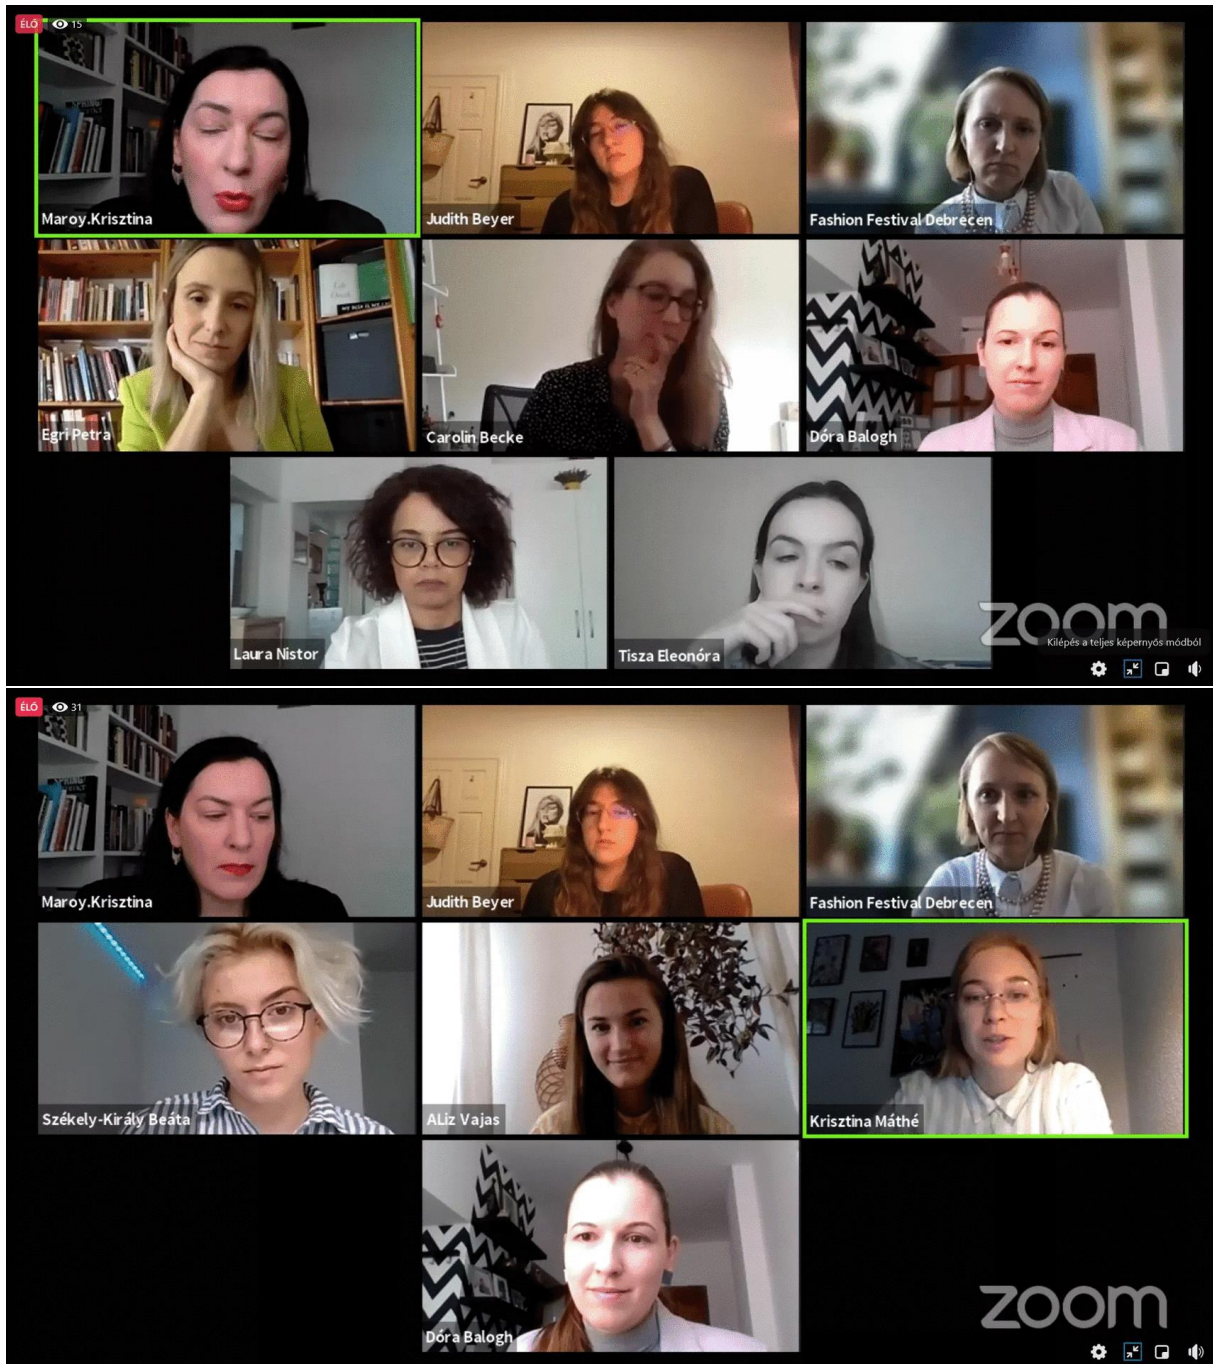 ÉLŐ 15
Maroy.Krisztina
Judith Beyer
Fashion Festival Debrecen
Egri Petra
Carolin Becke
Dóra Balogh
Laura Nistor
Tisza Eleonóra
zoom
Kilépés a teljes képernyős módból
ÉLŐ 31
Maroy.Krisztina
Judith Beyer
Fashion Festival Debrecen
Székely-Király Beáta
ALiz Vajas
Krisztina Máthé
Dóra Balogh
zoom